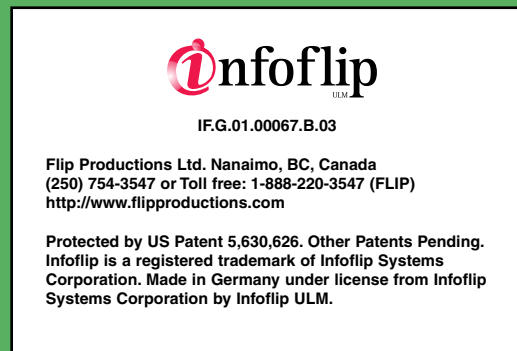 infoflip
ULM
IF.G.01.00067.B.03
Flip Productions Ltd. Nanaimo, BC, Canada
(250) 754-3547 or Toll free: 1-888-220-3547 (FLIP)
http://www.flipproductions.com
Protected by US Patent 5,630,626. Other Patents Pending.
Infoflip is a registered trademark of Infoflip Systems
Corporation. Made in Germany under license from Infoflip
Systems Corporation by Infoflip ULM.